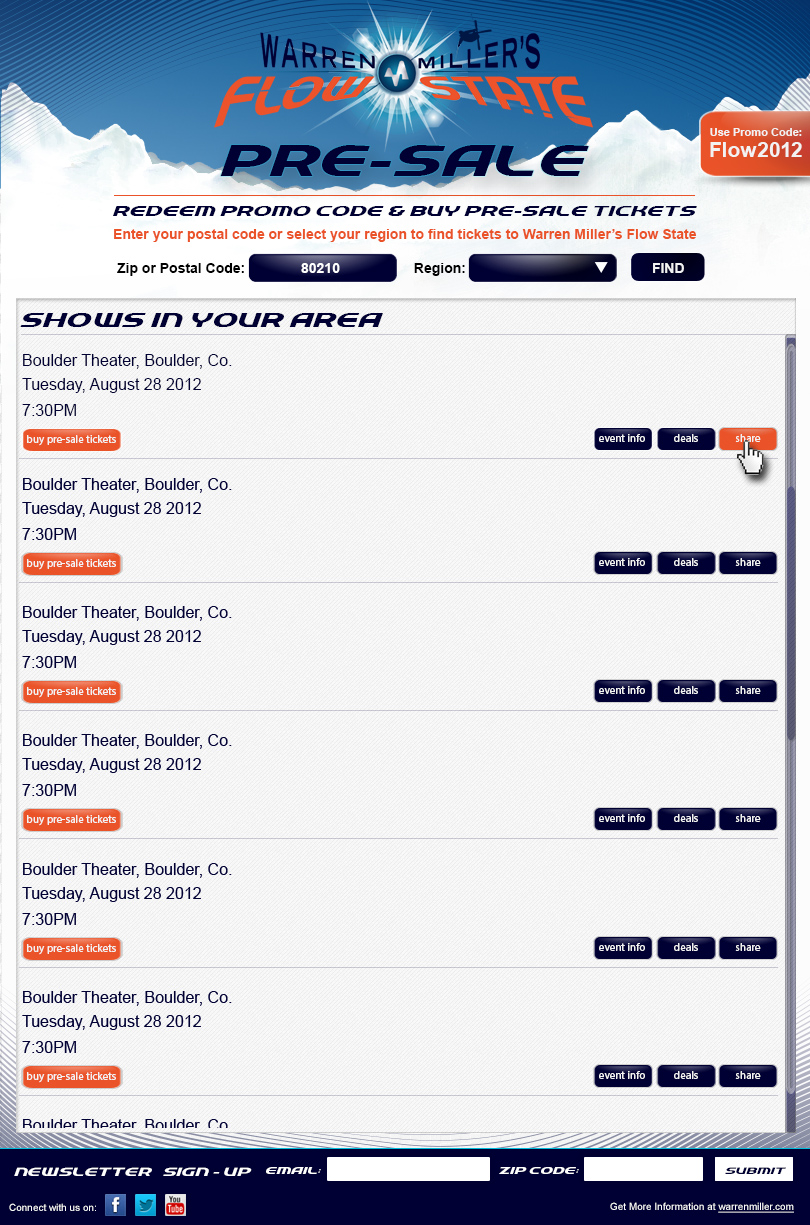 WARREN MILLER'S
FLOW STATE
PRE-SALE
Use Promo Code:
Flow2012
REDEEM PROMO CODE & BUY PRE-SALE TICKETS
Enter your postal code or select your region to find tickets to Warren Miller's Flow State
Zip or Postal Code: 80210 Region: FIND
SHOWS IN YOUR AREA
Boulder Theater, Boulder, Co.
Tuesday, August 28 2012
7:30PM
buy pre-sale tickets event info deals share
Boulder Theater, Boulder, Co.
Tuesday, August 28 2012
7:30PM
buy pre-sale tickets event info deals share
Boulder Theater, Boulder, Co.
Tuesday, August 28 2012
7:30PM
buy pre-sale tickets event info deals share
Boulder Theater, Boulder, Co.
Tuesday, August 28 2012
7:30PM
buy pre-sale tickets event info deals share
Boulder Theater, Boulder, Co.
Tuesday, August 28 2012
7:30PM
buy pre-sale tickets event info deals share
Boulder Theater, Boulder, Co.
Tuesday, August 28 2012
7:30PM
buy pre-sale tickets event info deals share
Boulder Theater, Boulder, Co.
NEWSLETTER SIGN-UP EMAIL: ZIP CODE: SUBMIT
Connect with us on: f You Tube Get More Information at warrenmiller.com